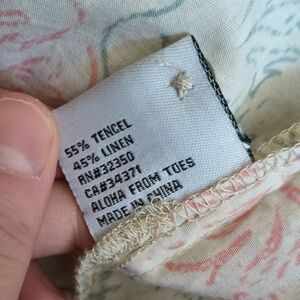 55% TENCEL
45% LINEN
RN#32350
CA#34371
ALOHA FROM TOES
MADE IN CHINA